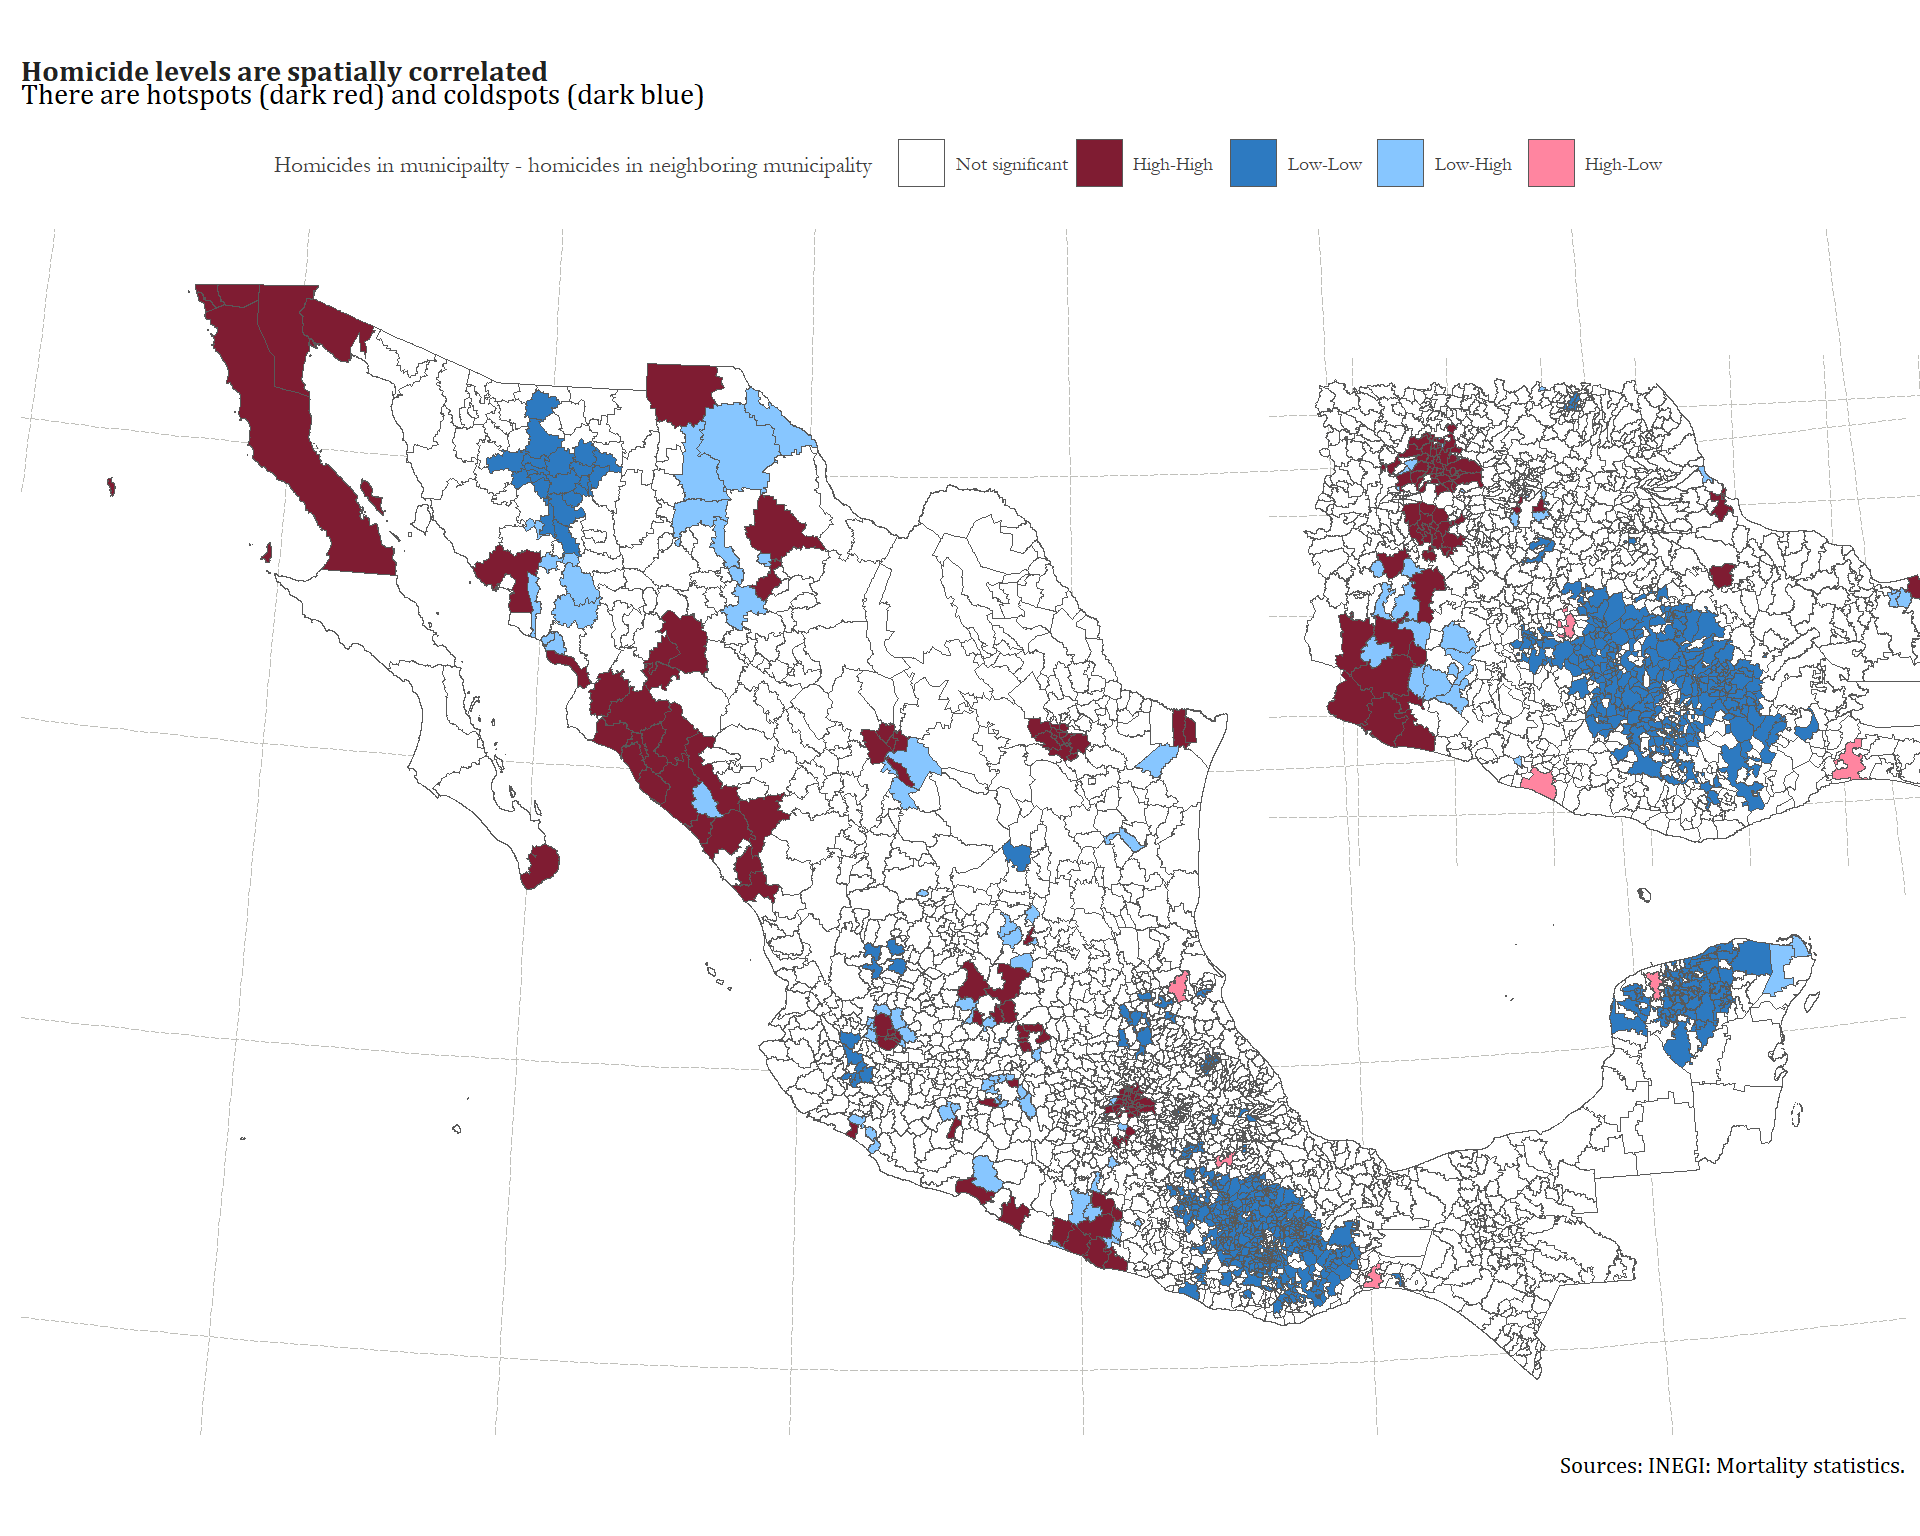 Homicide levels are spatially correlated
There are hotspots (dark red) and coldspots (dark blue)
Homicides in municipailty - homicides in neighboring municipality Not significant High-High Low-Low Low-High High-Low
Sources: INEGI: Mortality statistics.